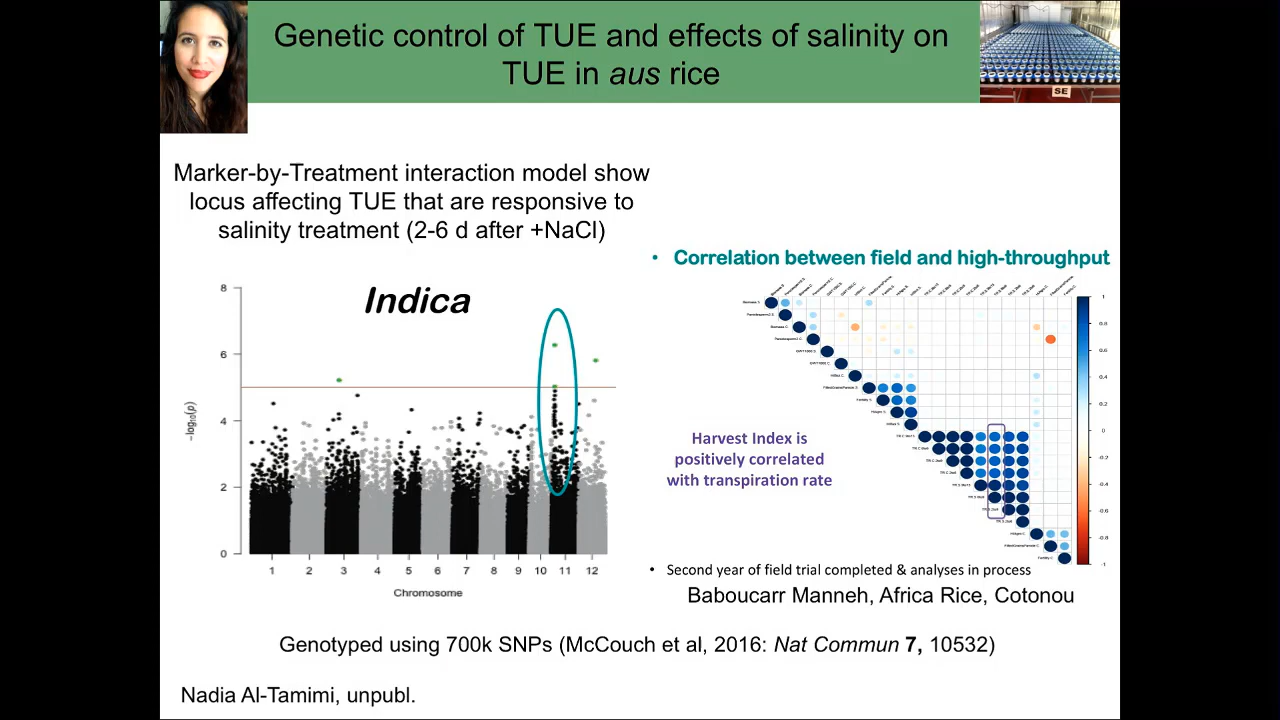 Genetic control of TUE and effects of salinity on
TUE in aus rice
SE
Marker-by-Treatment interaction model show
locus affecting TUE that are responsive to
salinity treatment (2-6 d after +NaCl)
• Correlation between field and high-throughput
Indica
8
6
4
2
0
-log10(p)
1 2 3 4 5 6 7 8 9 10 11 12
Chromosome
1
0.8
0.6
0.4
0.2
0
-0.2
-0.4
-0.6
-0.8
-1
Harvest Index is
positively correlated
with transpiration rate
• Second year of field trial completed & analyses in process
Baboucarr Manneh, Africa Rice, Cotonou
Genotyped using 700k SNPs (McCouch et al, 2016: Nat Commun 7, 10532)
Nadia Al-Tamimi, unpubl.